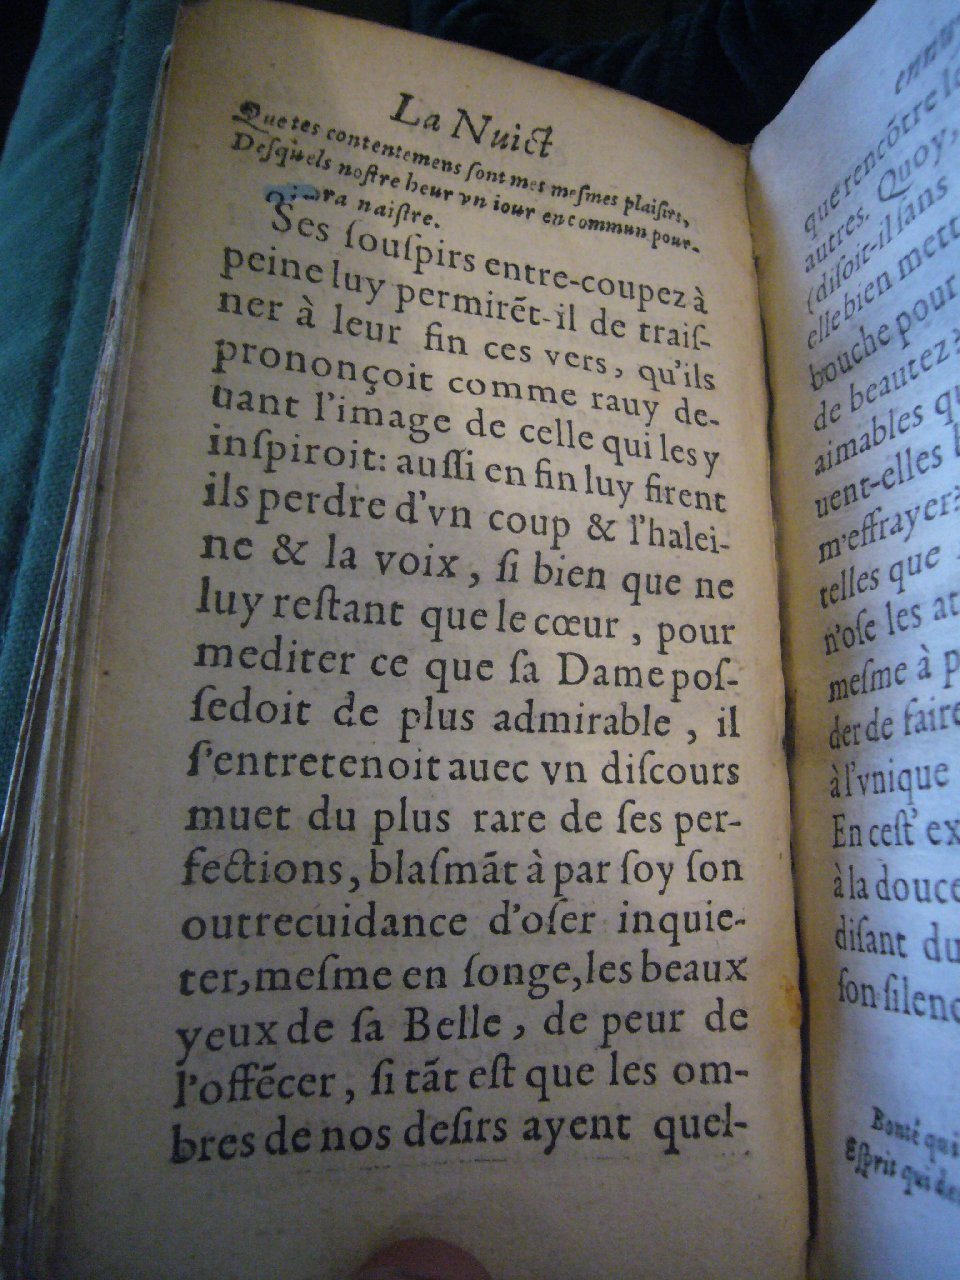 La Nuict
Que tes contentemens ſont mes meſmes plaiſirs,
Deſquels noſtre heur vn iour en commun pour-
ra naiſtre.
Ses ſouſpirs entre-coupez à
peine luy permirẽt-il de traiſ-
ner à leur fin ces vers, qu'ils
prononçoit comme rauy de-
uant l'image de celle qui les y
inſpiroit: auſſi en fin luy firent
ils perdre d'vn coup & l'halei-
ne & la voix, ſi bien que ne
luy reſtant que le cœur, pour
mediter ce que ſa Dame poſ-
ſedoit de plus admirable, il
ſ'entretenoit auec vn diſcours
muet du plus rare de ſes per-
fections, blaſmãt à par ſoy ſon
outrecuidance d'oſer inquie-
ter, meſme en ſonge, les beaux
yeux de ſa Belle, de peur de
l'offẽcer, ſi tãt eſt que les om-
bres de nos deſirs ayent quel-
que rencõtre
autres. Quoy,
(diſoit-il ſans
elle bien mett
bouche pour
de beautez?
aimables qu
uent-elles
m'effrayer?
telles que
n'oſe les at
meſme à p
der de faire
à l'vnique
En ceſt' ex
à la douce
diſant du
ſon ſilenc
Bonté qui
Eſprit qui de